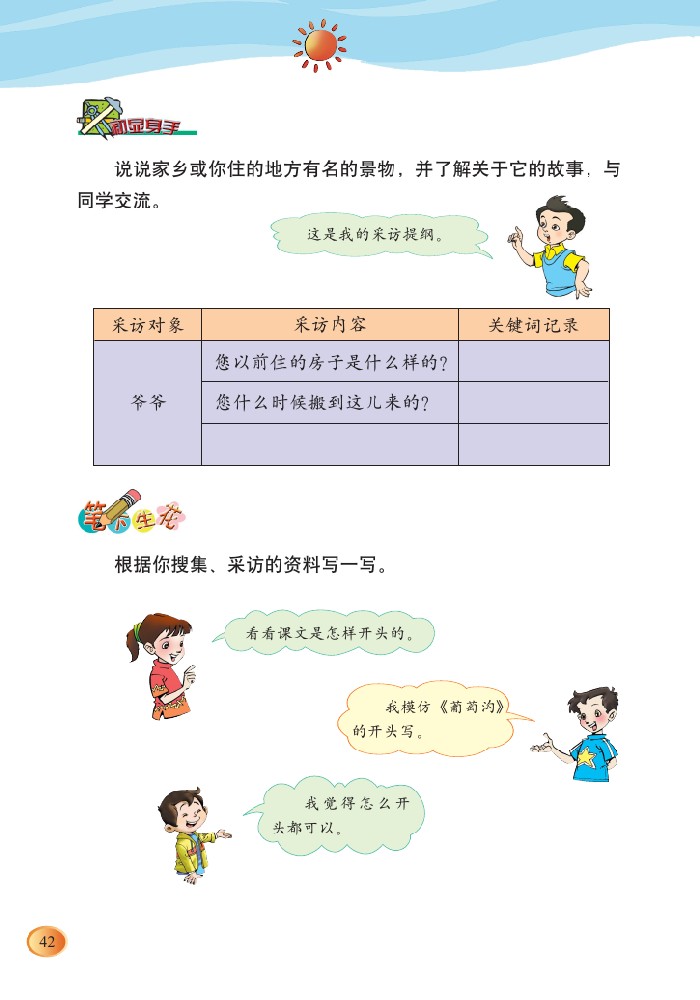 初显身手
说说家乡或你住的地方有名的景物，并了解关于它的故事，与
同学交流。
这是我的采访提纲。
采访对象 采访内容 关键词记录
爷爷
您以前住的房子是什么样的？
您什么时候搬到这儿来的？
笔下生花
根据你搜集、采访的资料写一写。
看看课文是怎样开头的。
我模仿《葡萄沟》
的开头写。
我觉得怎么开
头都可以。
42